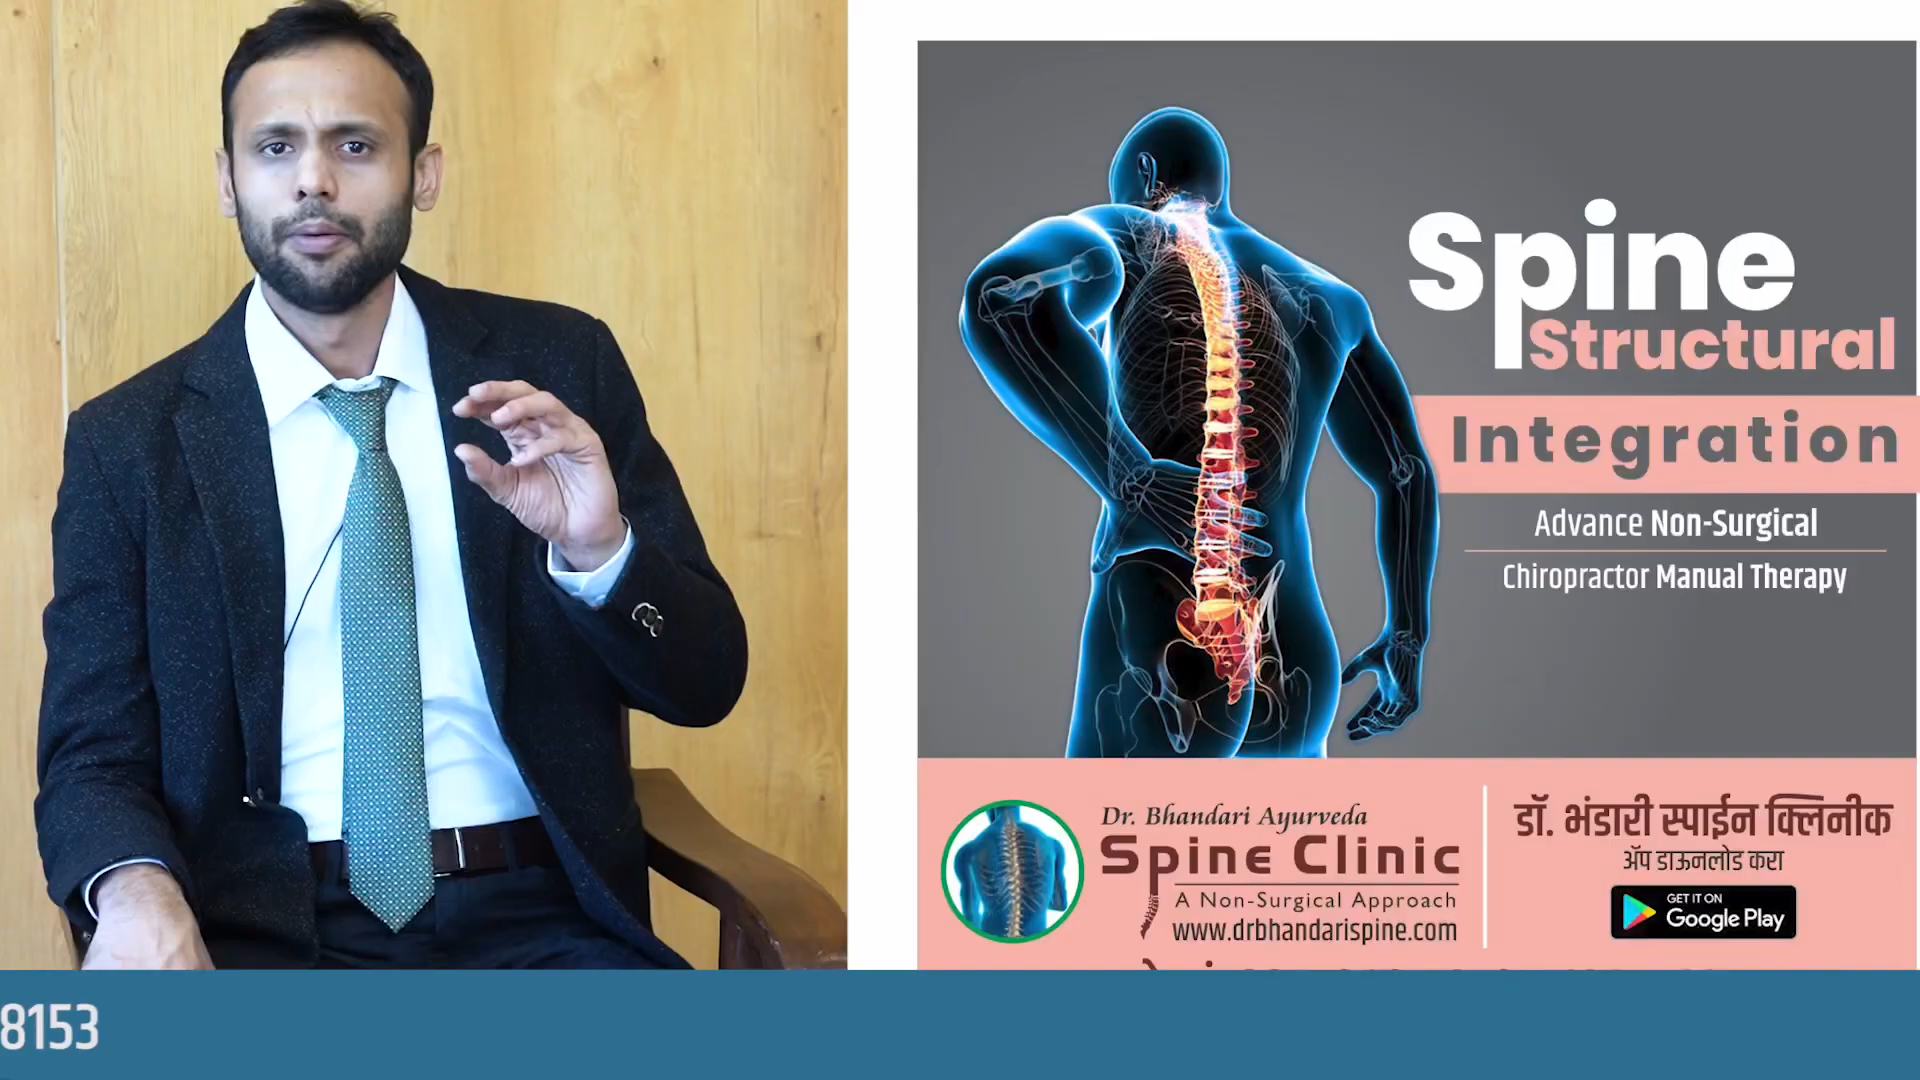 Spine
Structural
Integration
Advance Non-Surgical
Chiropractor Manual Therapy
Dr. Bhandari Ayurveda
Spine Clinic
A Non-Surgical Approach
www.drbhandarispine.com
डॉ. भंडारी स्पाईन क्लिनीक
ॲप डाऊनलोड करा
GET IT ON
Google Play
8153